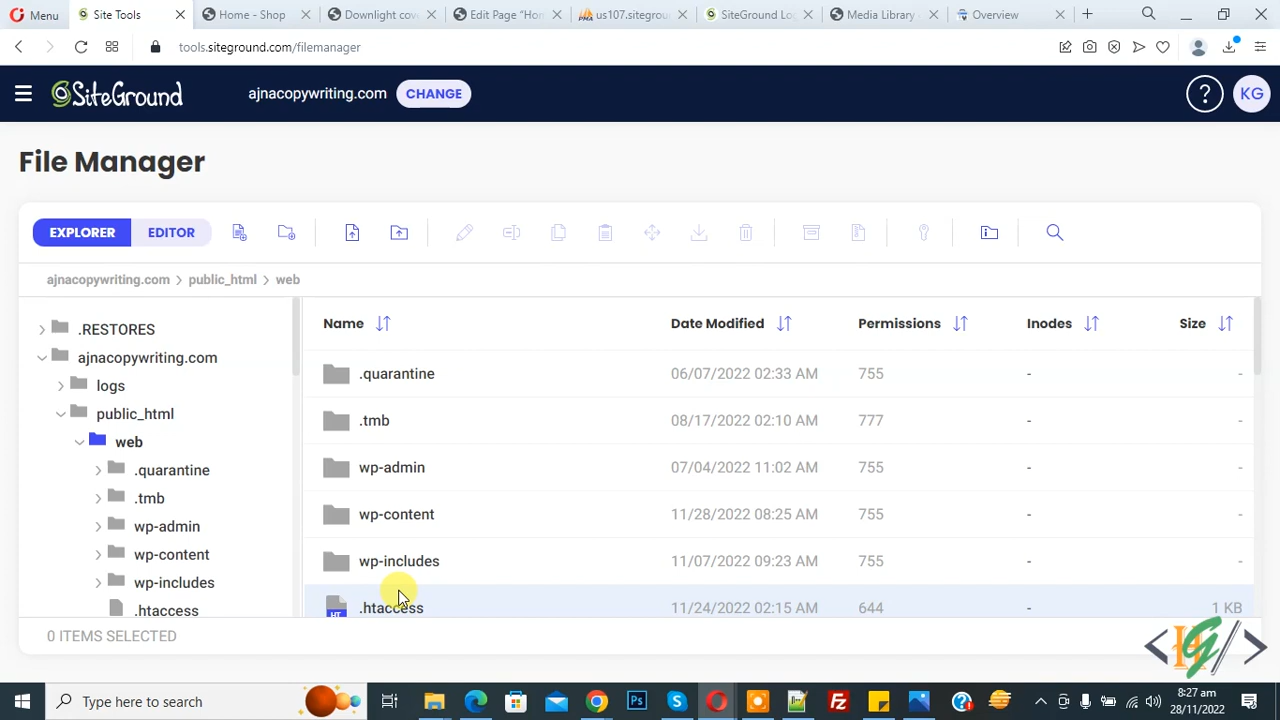 Menu
Site Tools
Home - Shop
Downlight cov
Edit Page "Hom
us107.sitegrou
SiteGround Lo
Media Library
Overview
tools.siteground.com/filemanager
SiteGround
ajnacopywriting.com
CHANGE
?
KG
File Manager
EXPLORER
EDITOR
ajnacopywriting.com > public_html > web
.RESTORES
ajnacopywriting.com
logs
public_html
web
.quarantine
.tmb
wp-admin
wp-content
wp-includes
.htaccess
Name Date Modified Permissions Inodes Size
.quarantine 06/07/2022 02:33 AM 755 - -
.tmb 08/17/2022 02:10 AM 777 - -
wp-admin 07/04/2022 11:02 AM 755 - -
wp-content 11/28/2022 08:25 AM 755 - -
wp-includes 11/07/2022 09:23 AM 755 - -
HT .htaccess 11/24/2022 02:15 AM 644 - 1 KB
0 ITEMS SELECTED
<HG/>
Type here to search
Ps
8:27 am
28/11/2022